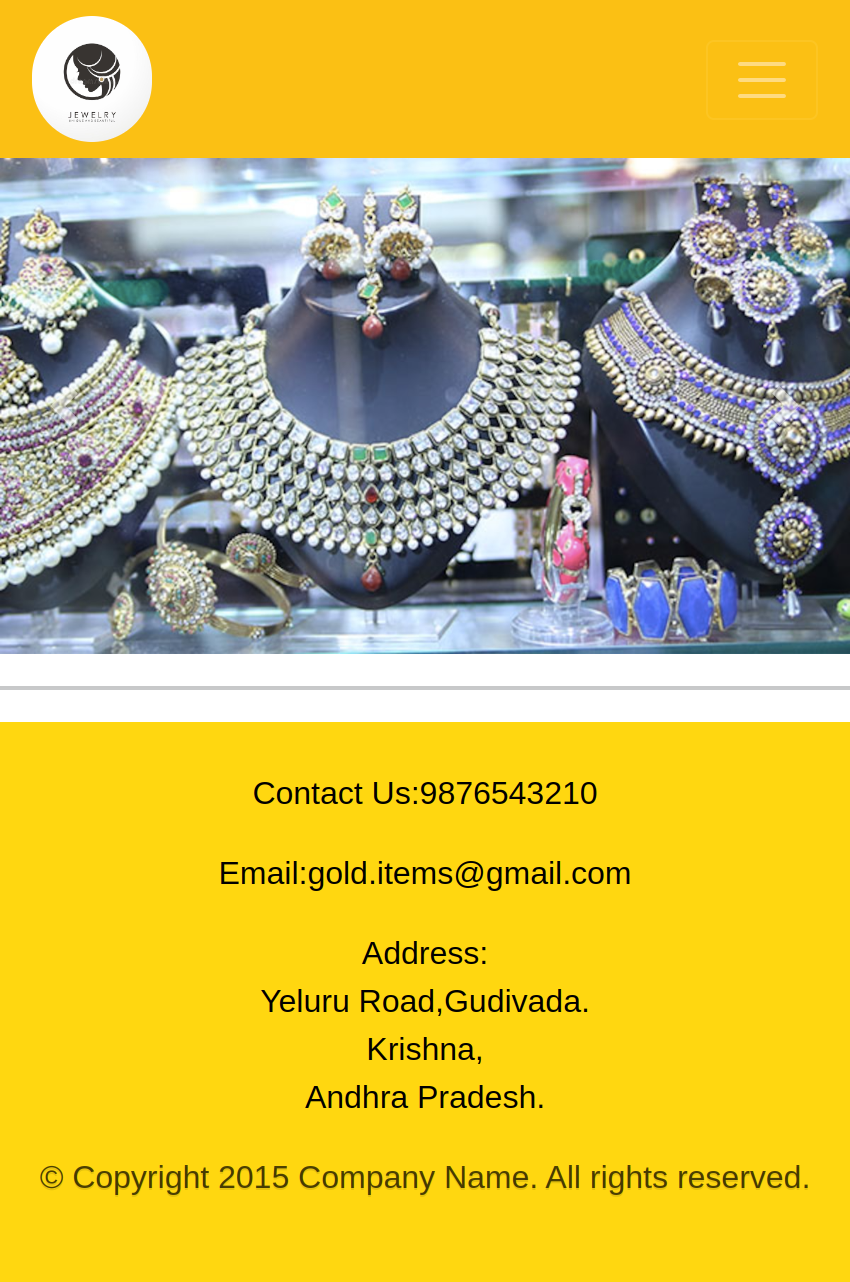 JEWELRY
Contact Us:9876543210
Email:gold.items@gmail.com
Address:
Yeluru Road,Gudivada.
Krishna,
Andhra Pradesh.
© Copyright 2015 Company Name. All rights reserved.